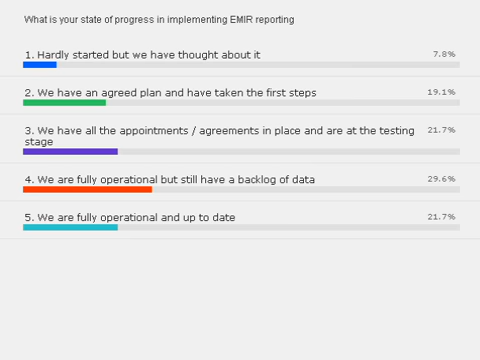 What is your state of progress in implementing EMIR reporting
1. Hardly started but we have thought about it 7.8%
2. We have an agreed plan and have taken the first steps 19.1%
3. We have all the appointments / agreements in place and are at the testing 21.7%
stage
4. We are fully operational but still have a backlog of data 29.6%
5. We are fully operational and up to date 21.7%